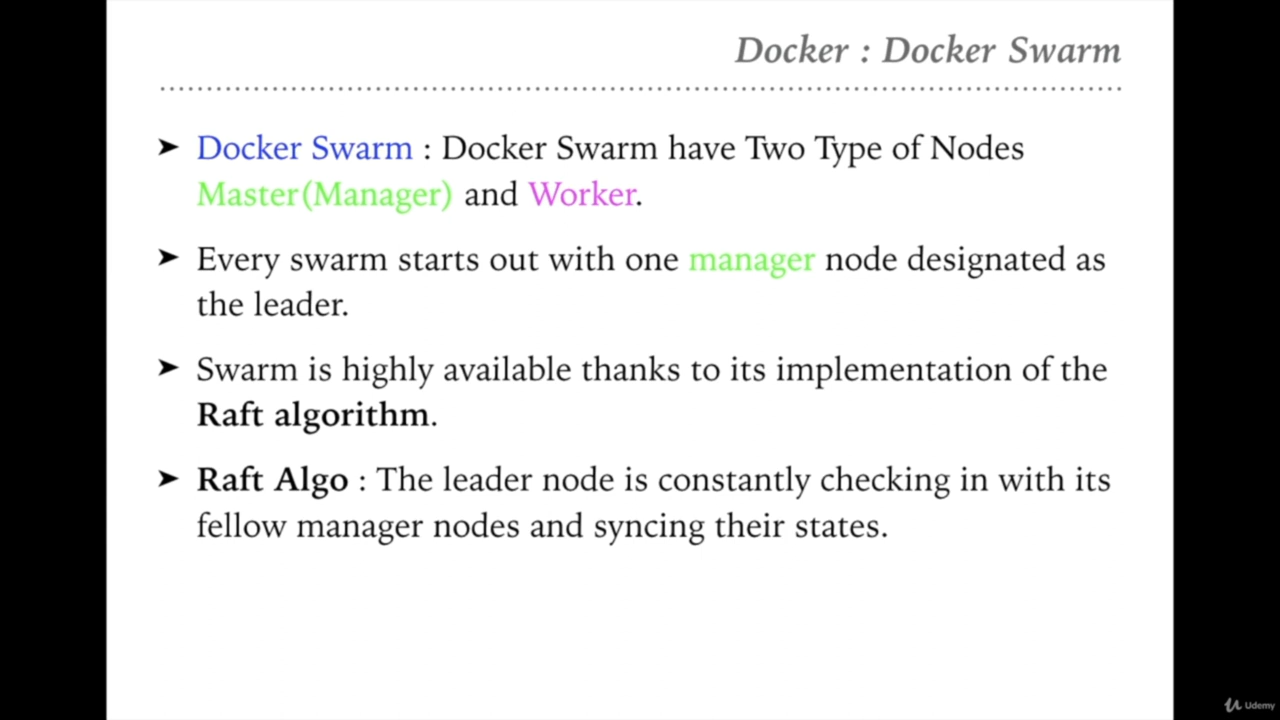 Docker : Docker Swarm
➤ Docker Swarm : Docker Swarm have Two Type of Nodes
Master(Manager) and Worker.
➤ Every swarm starts out with one manager node designated as
the leader.
➤ Swarm is highly available thanks to its implementation of the
Raft algorithm.
➤ Raft Algo : The leader node is constantly checking in with its
fellow manager nodes and syncing their states.
Udemy